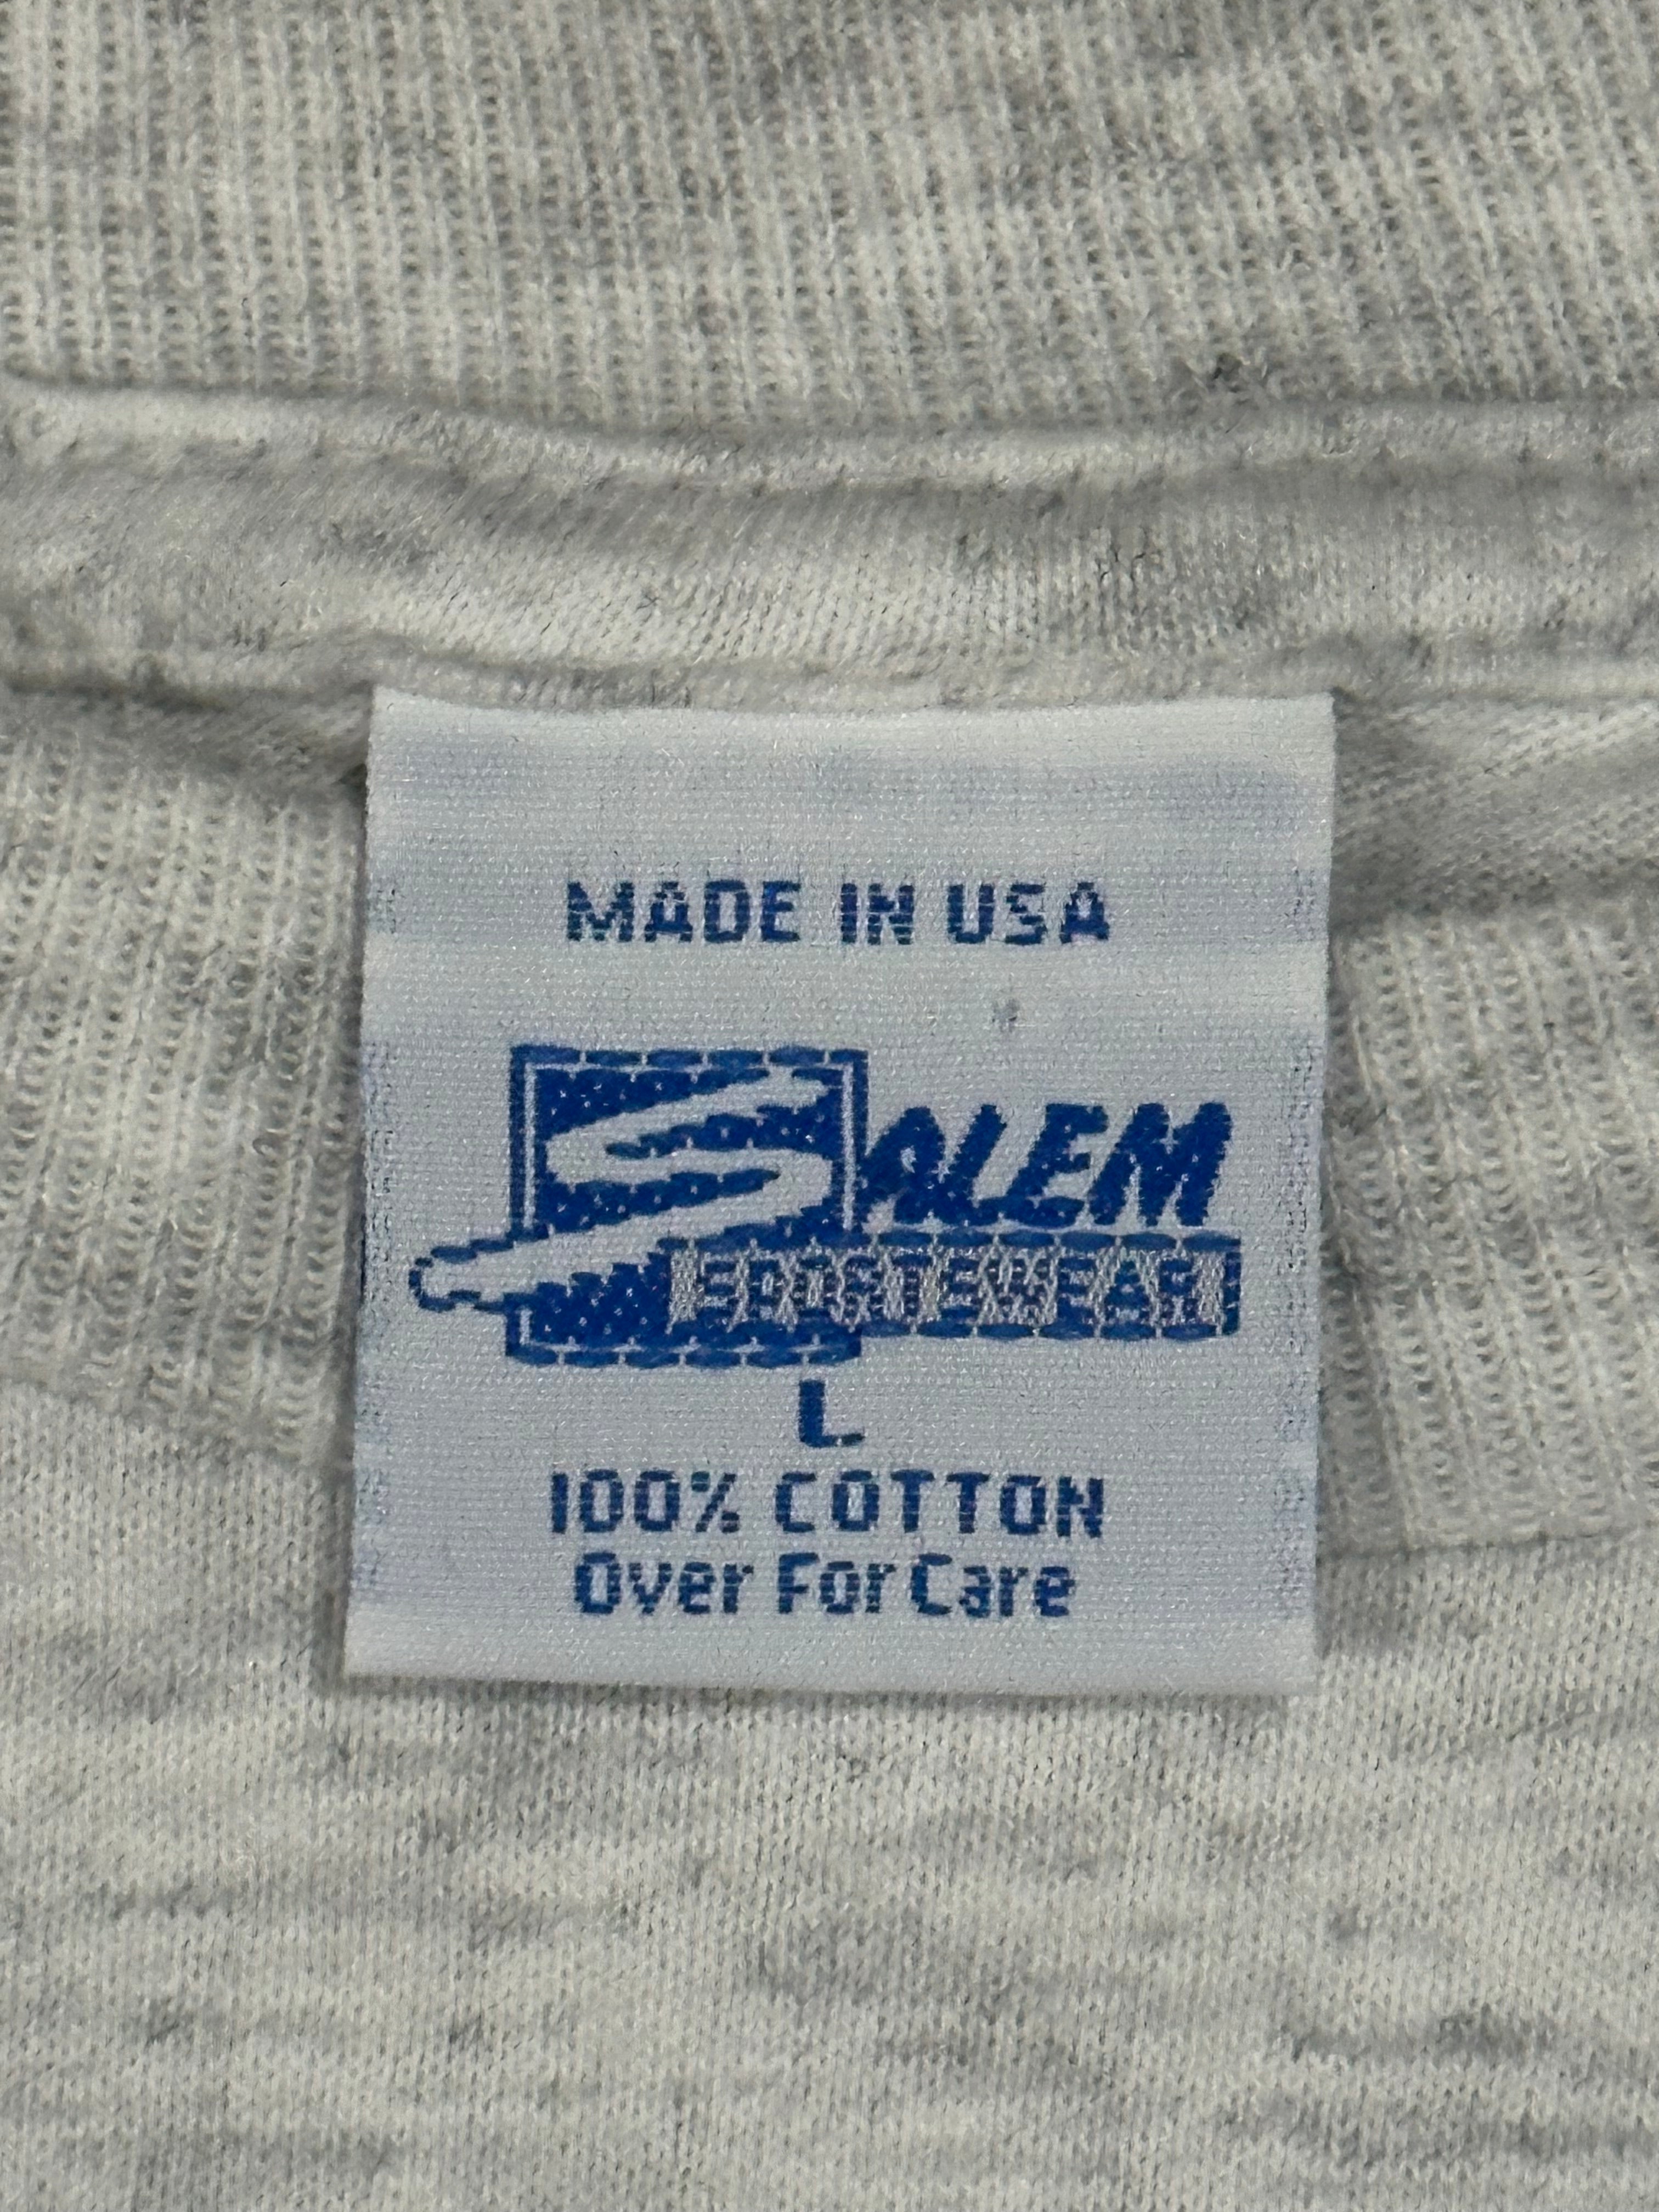 MADE IN USA
SALEM
SPORTSWEAR
L
100% COTTON
Over For Care